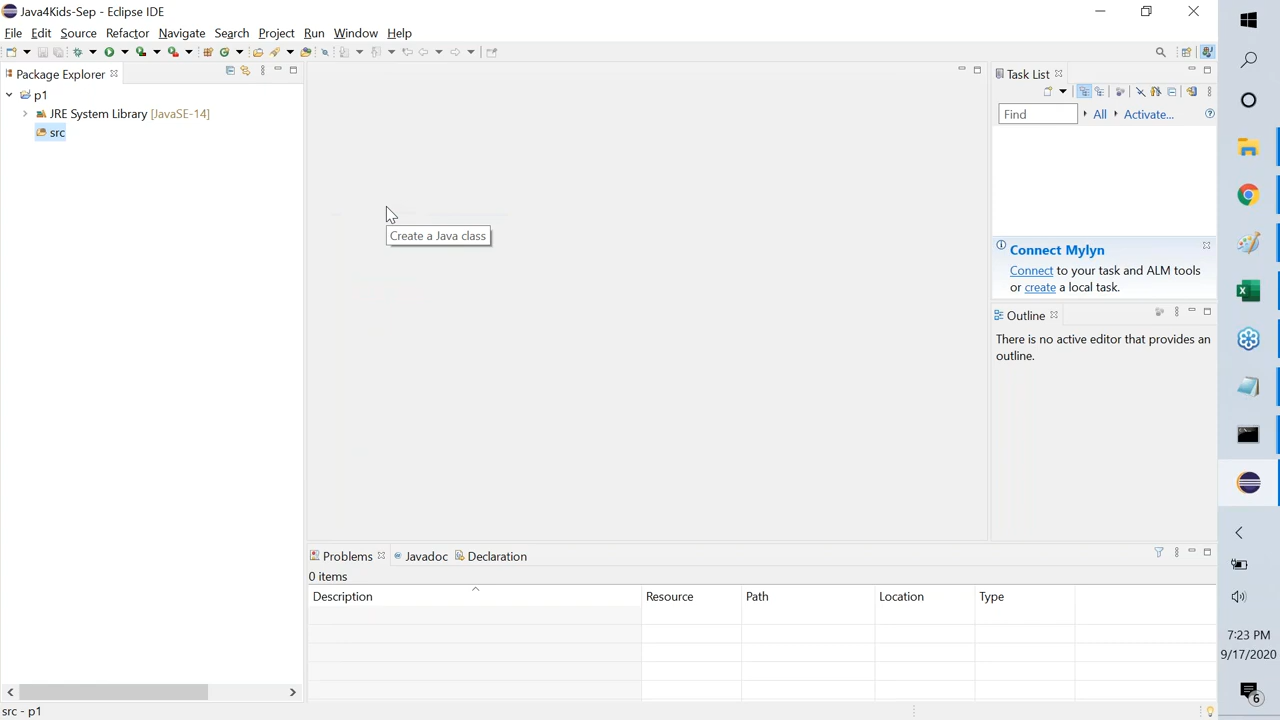 Java4Kids-Sep - Eclipse IDE
File Edit Source Refactor Navigate Search Project Run Window Help
Package Explorer
p1
JRE System Library [JavaSE-14]
src
Create a Java class
Task List
Find All Activate...
Connect Mylyn
Connect to your task and ALM tools
or create a local task.
Outline
There is no active editor that provides an
outline.
Problems Javadoc Declaration
0 items
Description Resource Path Location Type
src - p1
7:23 PM
9/17/2020
6